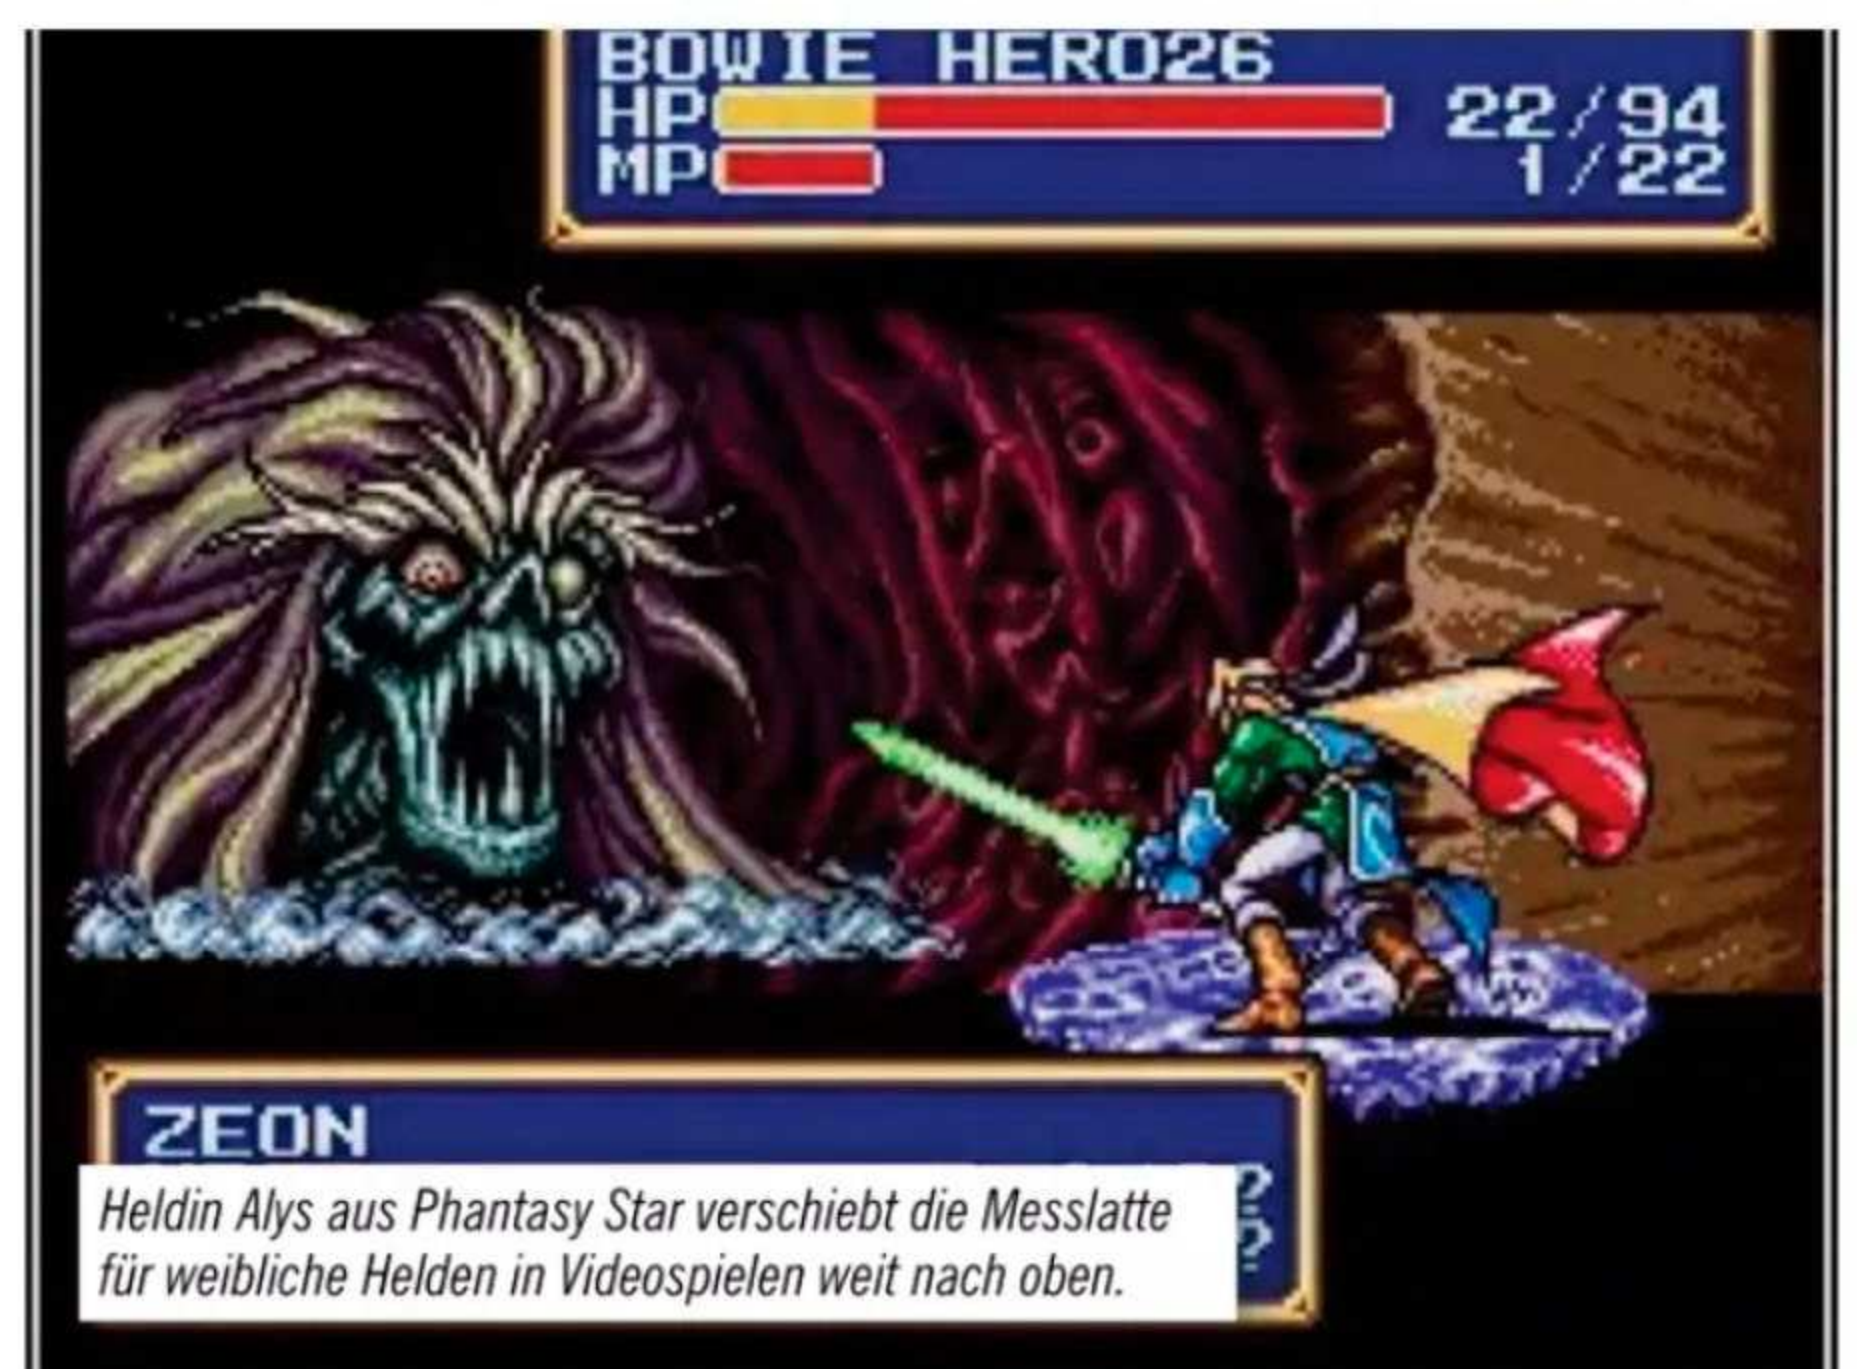 BOWIE HERO26
HP 22/94
MP 1/22
ZEON
Heldin Alys aus Phantasy Star verschiebt die Messlatte
für weibliche Helden in Videospielen weit nach oben.